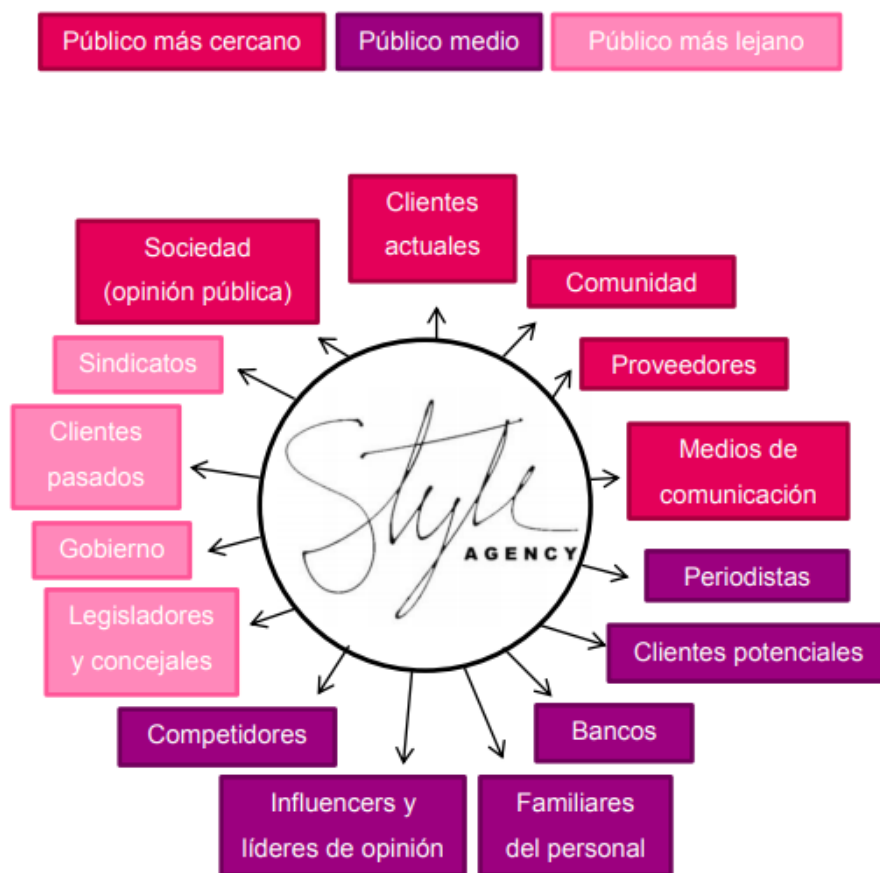 Público más cercano
Público medio
Público más lejano
Clientes
actuales
Sociedad
(opinión pública)
Comunidad
Sindicatos
Proveedores
Clientes
pasados
Medios de
comunicación
Style
AGENCY
Gobierno
Periodistas
Legisladores
y concejales
Clientes potenciales
Competidores
Bancos
Influencers y
líderes de opinión
Familiares
del personal